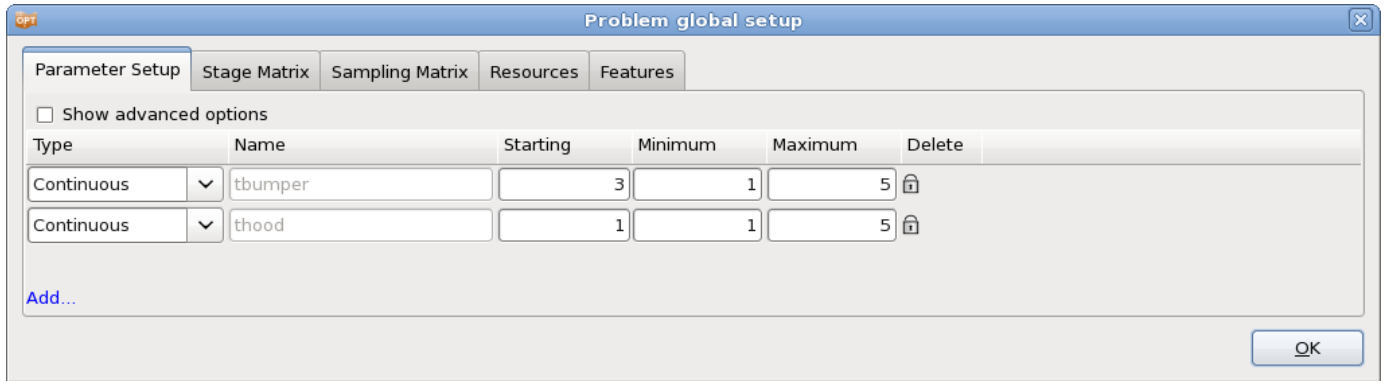 OPT Problem global setup
Parameter Setup Stage Matrix Sampling Matrix Resources Features
Show advanced options
Type Name Starting Minimum Maximum Delete
Continuous tbumper 3 1 5
Continuous thood 1 1 5
Add...
OK